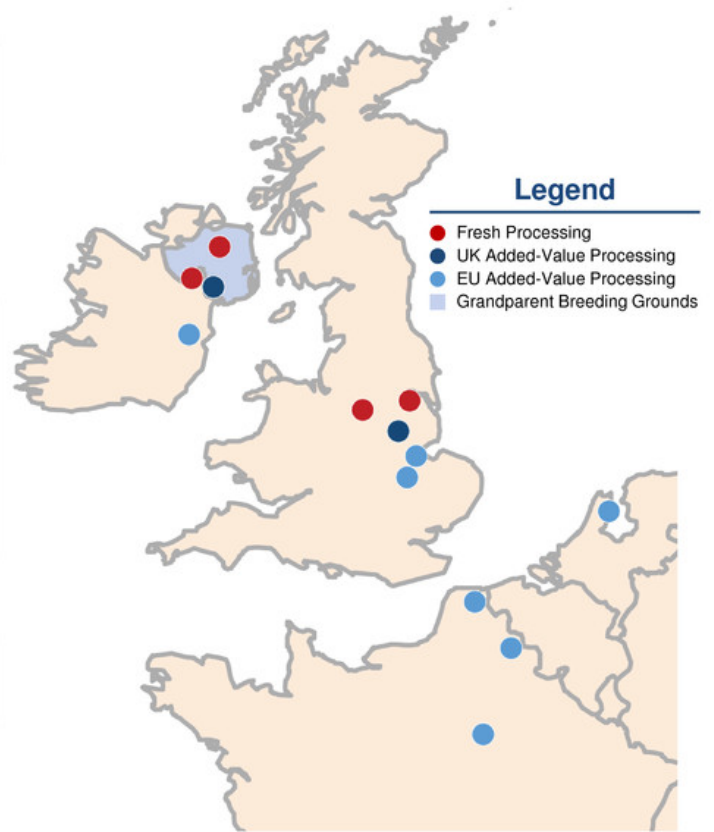 Legend
Fresh Processing
UK Added-Value Processing
EU Added-Value Processing
Grandparent Breeding Grounds